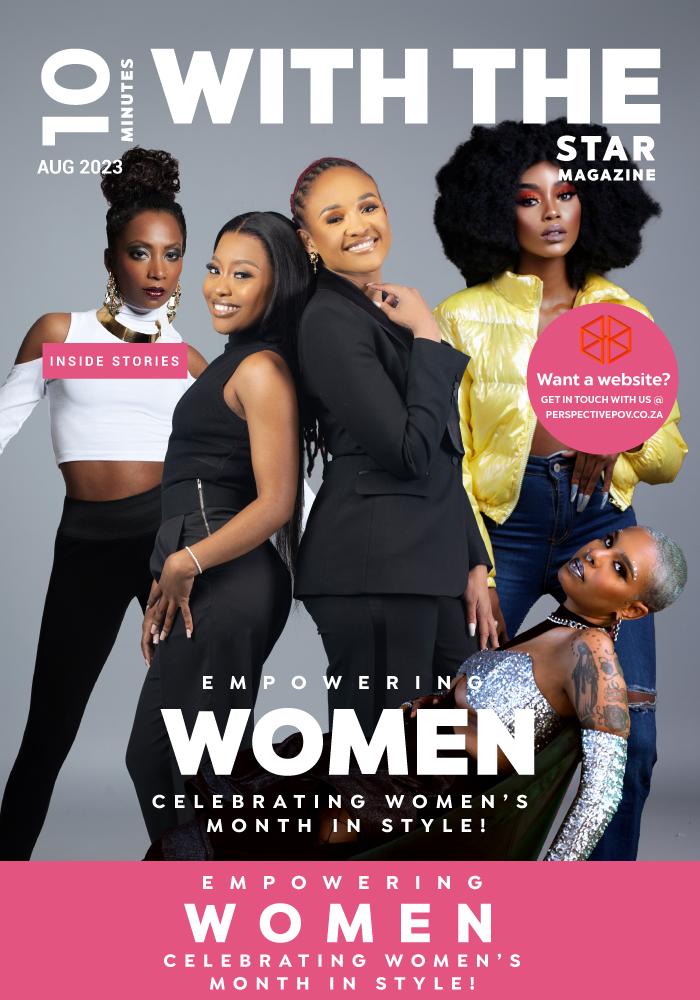 10
MINUTES
WITH THE
STAR
MAGAZINE
AUG 2023
INSIDE STORIES
Want a website?
GET IN TOUCH WITH US @
PERSPECTIVEPOV.CO.ZA
EMPOWERING
WOMEN
CELEBRATING WOMEN'S
MONTH IN STYLE!
EMPOWERING
WOMEN
CELEBRATING WOMEN'S
MONTH IN STYLE!